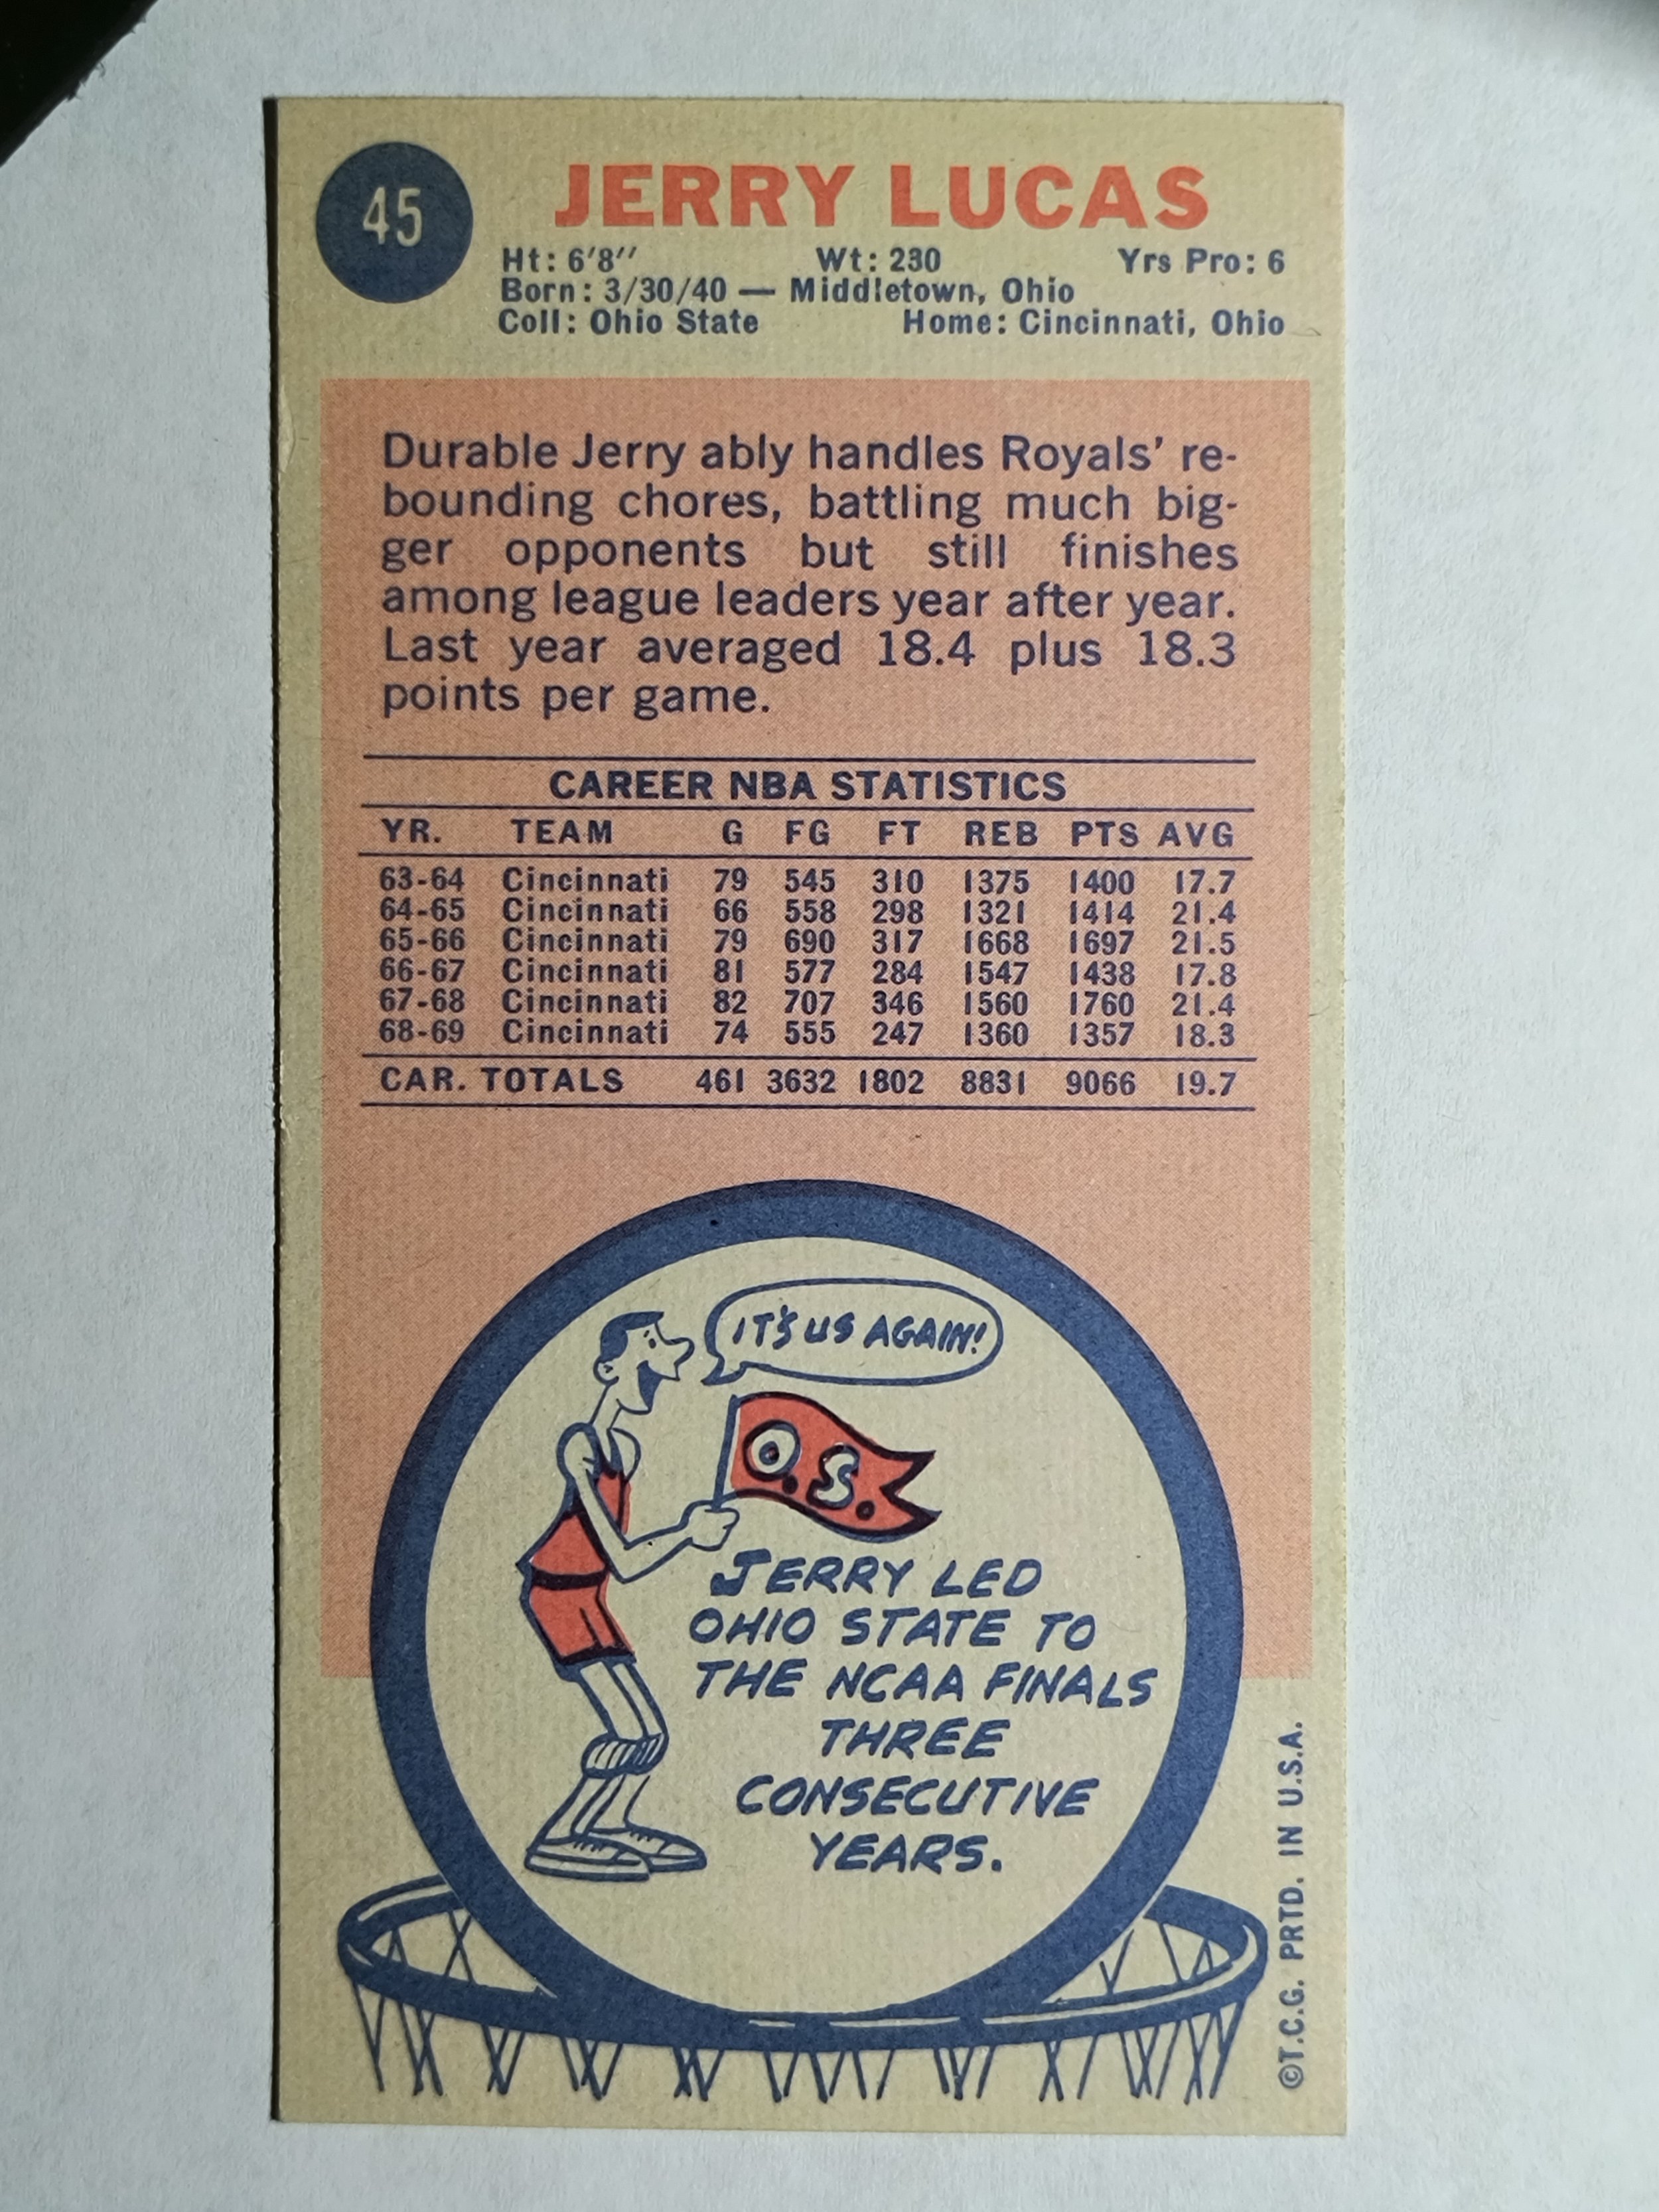 45
JERRY LUCAS
Ht: 6'8" Wt: 230 Yrs Pro: 6
Born: 3/30/40 — Middletown, Ohio
Coll: Ohio State Home: Cincinnati, Ohio
Durable Jerry ably handles Royals' re-
bounding chores, battling much big-
ger opponents but still finishes
among league leaders year after year.
Last year averaged 18.4 plus 18.3
points per game.
CAREER NBA STATISTICS
YR. TEAM G FG FT REB PTS AVG
63-64 Cincinnati 79 545 310 1375 1400 17.7
64-65 Cincinnati 66 558 298 1321 1414 21.4
65-66 Cincinnati 79 690 317 1668 1697 21.5
66-67 Cincinnati 81 577 284 1547 1438 17.8
67-68 Cincinnati 82 707 346 1560 1760 21.4
68-69 Cincinnati 74 555 247 1360 1357 18.3
CAR. TOTALS 461 3632 1802 8831 9066 19.7
IT'S US AGAIN!
O.S.
JERRY LED
OHIO STATE TO
THE NCAA FINALS
THREE
CONSECUTIVE
YEARS.
©T.C.G. PRTD. IN U.S.A.